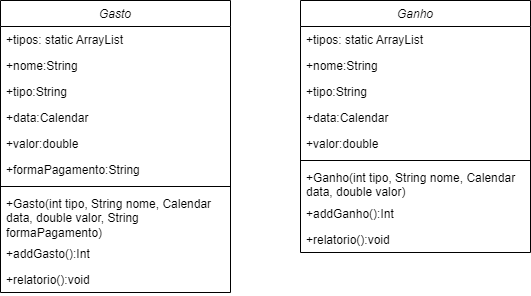 Gasto
+tipos: static ArrayList
+nome:String
+tipo:String
+data:Calendar
+valor:double
+formaPagamento:String
+Gasto(int tipo, String nome, Calendar
data, double valor, String
formaPagamento)
+addGasto():Int
+relatorio():void
Ganho
+tipos: static ArrayList
+nome:String
+tipo:String
+data:Calendar
+valor:double
+Ganho(int tipo, String nome, Calendar
data, double valor)
+addGanho():Int
+relatorio():void